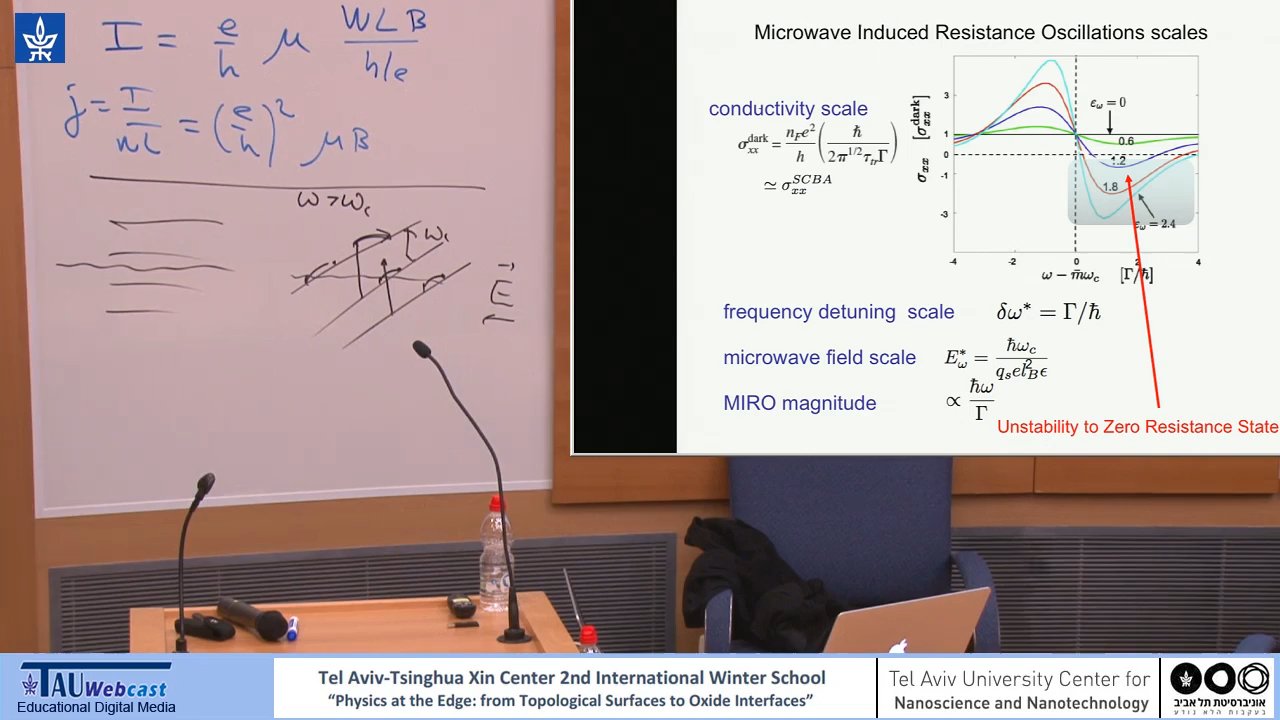 I = e/h μ WLB/h/e
j = I/WL = (e/h)² μB
ω > ωc
ωc
E⃗
Microwave Induced Resistance Oscillations scales
conductivity scale
σ_xx^dark = n_F e²/h (ħ/2π^{1/2} τ_tr Γ)
≃ σ_xx^SCBA
σ_xx [σ_xx^dark]
3
1
0
-1
-3
ε_ω=0
0.6
1.2
1.8
ε_ω=2.4
-4
-2
0
2
4
ω − m̄ω_c [Γ/ħ]
frequency detuning scale δω* = Γ/ħ
microwave field scale E*_ω = ħω_c/q_s e l_B² ϵ
MIRO magnitude ∝ ħω/Γ
Unstability to Zero Resistance State
TAU Webcast
Educational Digital Media
Tel Aviv-Tsinghua Xin Center 2nd International Winter School
“Physics at the Edge: from Topological Surfaces to Oxide Interfaces”
Tel Aviv University Center for
Nanoscience and Nanotechnology
אוניברסיטת תל אביב